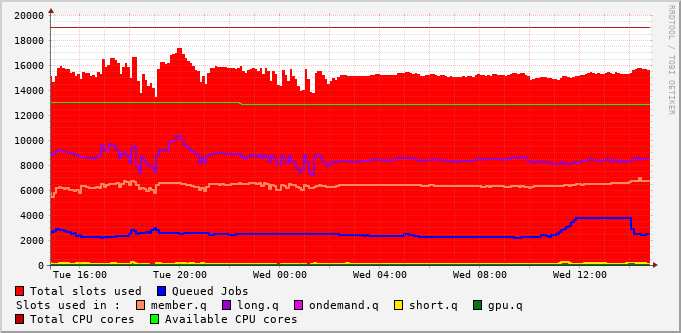 20000
18000
16000
14000
12000
10000
8000
6000
4000
2000
0
Tue 16:00 Tue 20:00 Wed 00:00 Wed 04:00 Wed 08:00 Wed 12:00
Total slots used Queued Jobs
Slots used in : member.q long.q ondemand.q short.q gpu.q
Total CPU cores Available CPU cores
RRDTOOL / TOBI OETIKER